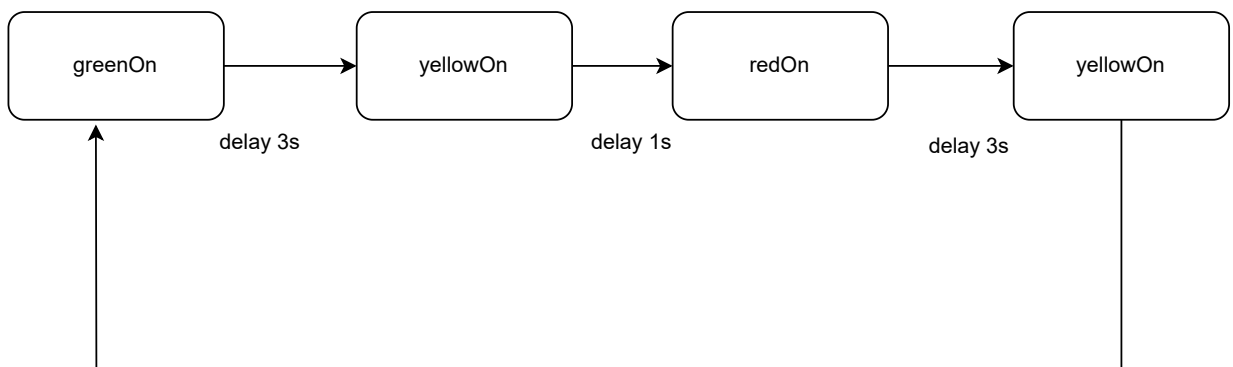 greenOn
yellowOn
redOn
yellowOn
delay 3s
delay 1s
delay 3s